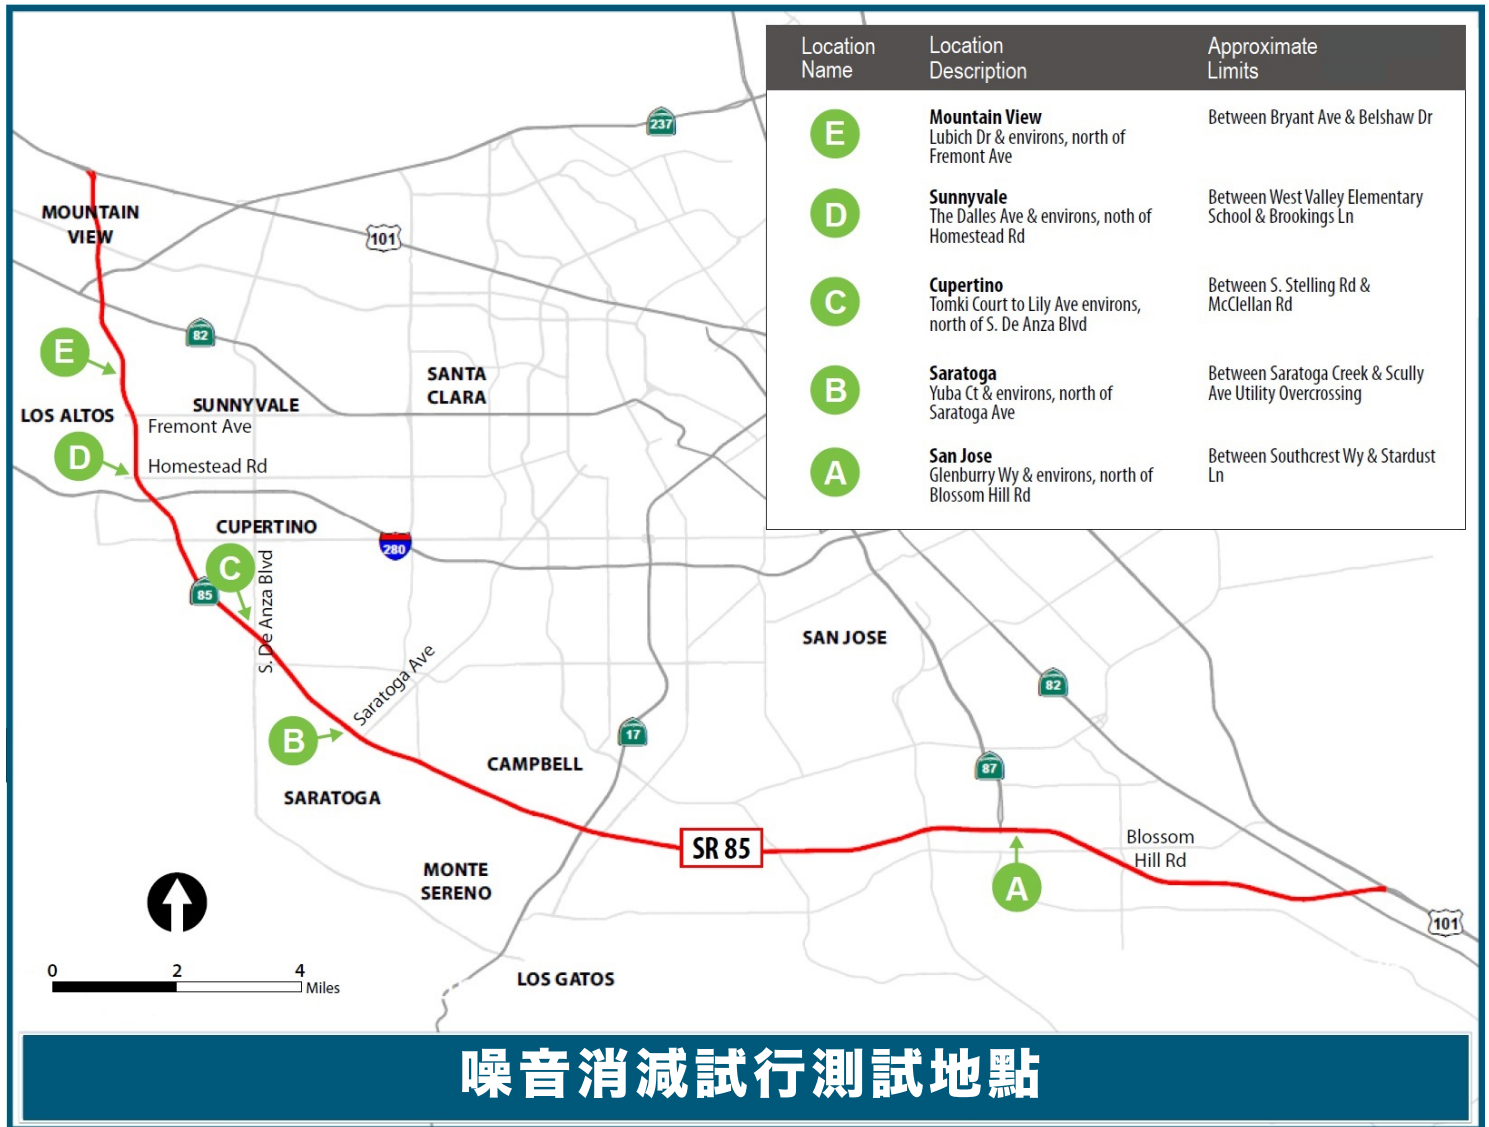 Location
Name
Location
Description
Approximate
Limits
E
Mountain View
Lubich Dr & environs, north of
Fremont Ave
Between Bryant Ave & Belshaw Dr
D
Sunnyvale
The Dalles Ave & environs, noth of
Homestead Rd
Between West Valley Elementary
School & Brookings Ln
C
Cupertino
Tomki Court to Lily Ave environs,
north of S. De Anza Blvd
Between S. Stelling Rd &
McClellan Rd
B
Saratoga
Yuba Ct & environs, north of
Saratoga Ave
Between Saratoga Creek & Scully
Ave Utility Overcrossing
A
San Jose
Glenburry Wy & environs, north of
Blossom Hill Rd
Between Southcrest Wy & Stardust
Ln
237
MOUNTAIN
VIEW
101
82
E
SANTA
CLARA
LOS ALTOS
SUNNYVALE
Fremont Ave
D
Homestead Rd
CUPERTINO
280
C
85
S. De Anza Blvd
SAN JOSE
Saratoga Ave
82
B
17
CAMPBELL
87
SARATOGA
SR 85
Blossom
Hill Rd
MONTE
SERENO
A
101
0 2 4
Miles
LOS GATOS
噪音消減試行測試地點